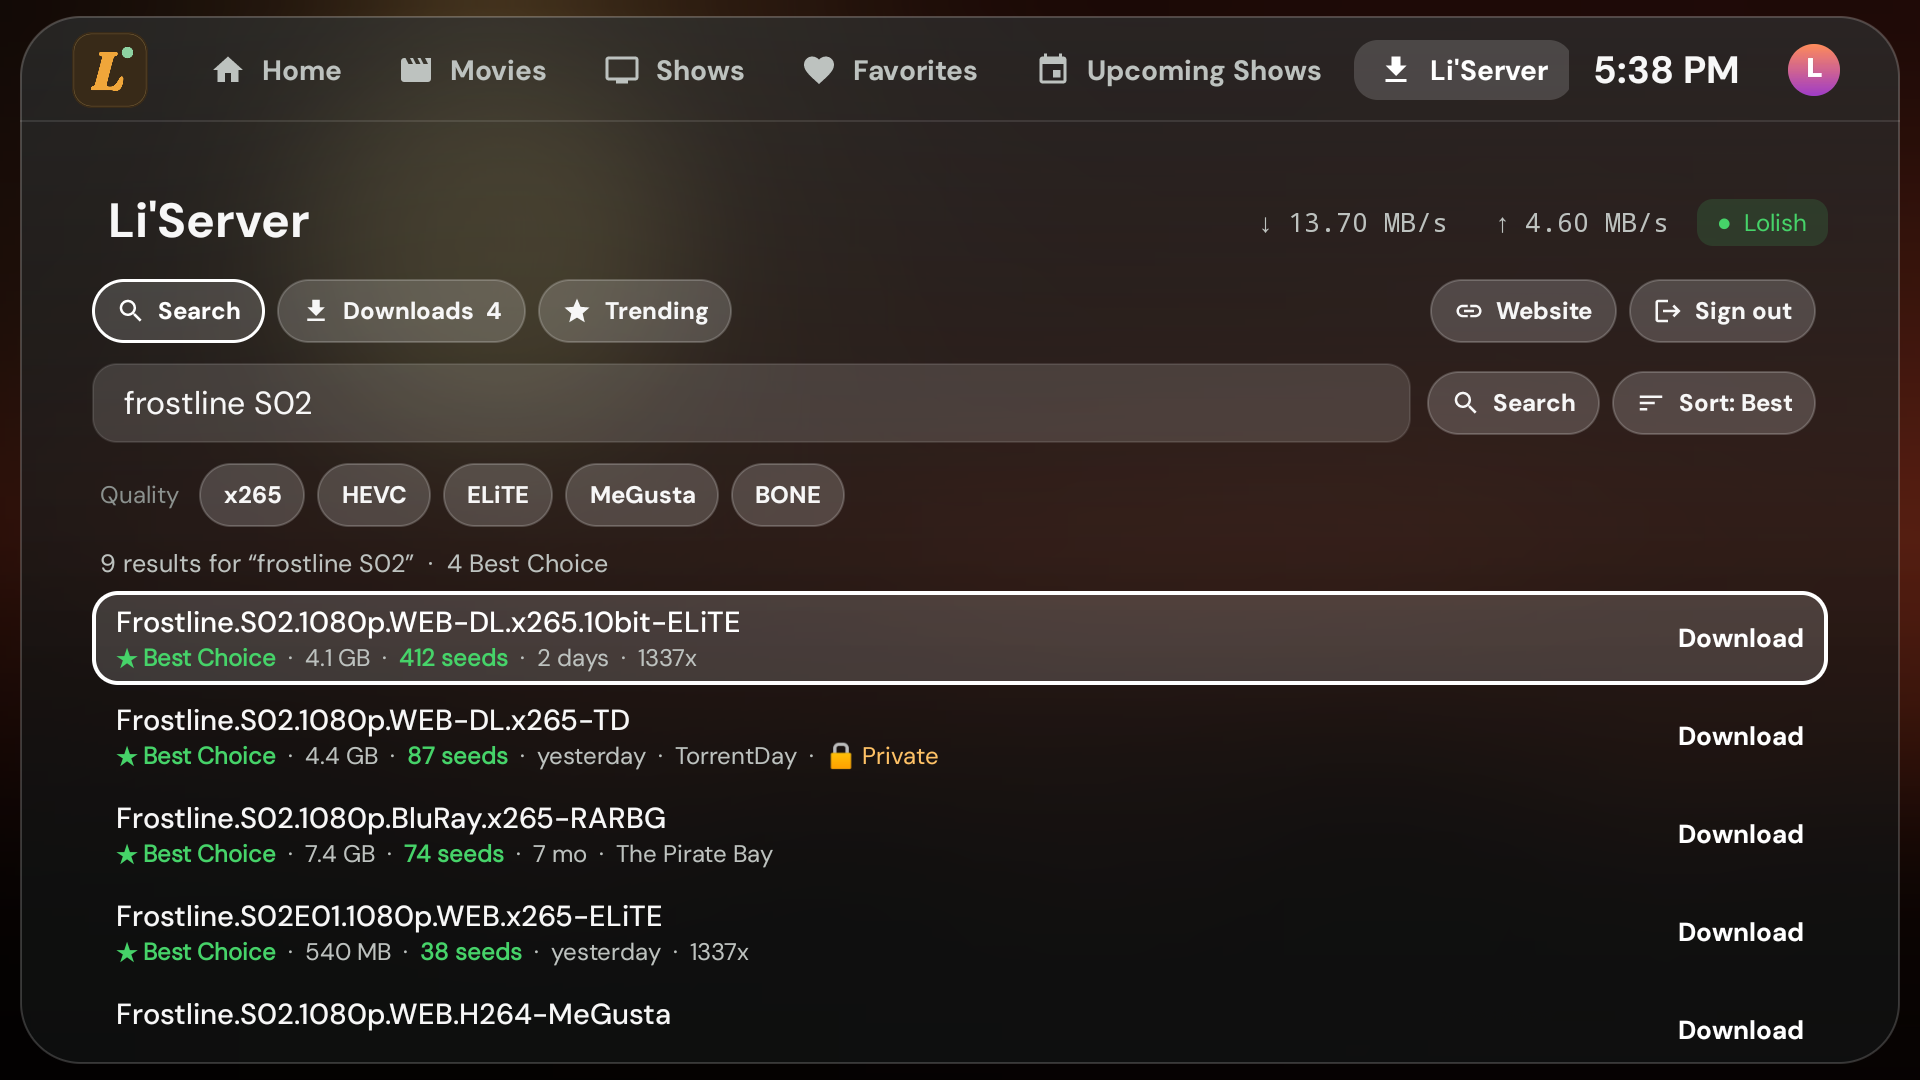 L
Home
Movies
Shows
Favorites
Upcoming Shows
Li'Server
5:38 PM
L
Li'Server
↓ 13.70 MB/s
↑ 4.60 MB/s
● Lolish
Search
Downloads 4
Trending
Website
Sign out
frostline S02
Search
Sort: Best
Quality
x265
HEVC
ELiTE
MeGusta
BONE
9 results for “frostline S02” · 4 Best Choice
Frostline.S02.1080p.WEB-DL.x265.10bit-ELiTE
★ Best Choice · 4.1 GB · 412 seeds · 2 days · 1337x
Download
Frostline.S02.1080p.WEB-DL.x265-TD
★ Best Choice · 4.4 GB · 87 seeds · yesterday · TorrentDay · 🔒 Private
Download
Frostline.S02.1080p.BluRay.x265-RARBG
★ Best Choice · 7.4 GB · 74 seeds · 7 mo · The Pirate Bay
Download
Frostline.S02E01.1080p.WEB.x265-ELiTE
★ Best Choice · 540 MB · 38 seeds · yesterday · 1337x
Download
Frostline.S02.1080p.WEB.H264-MeGusta
Download